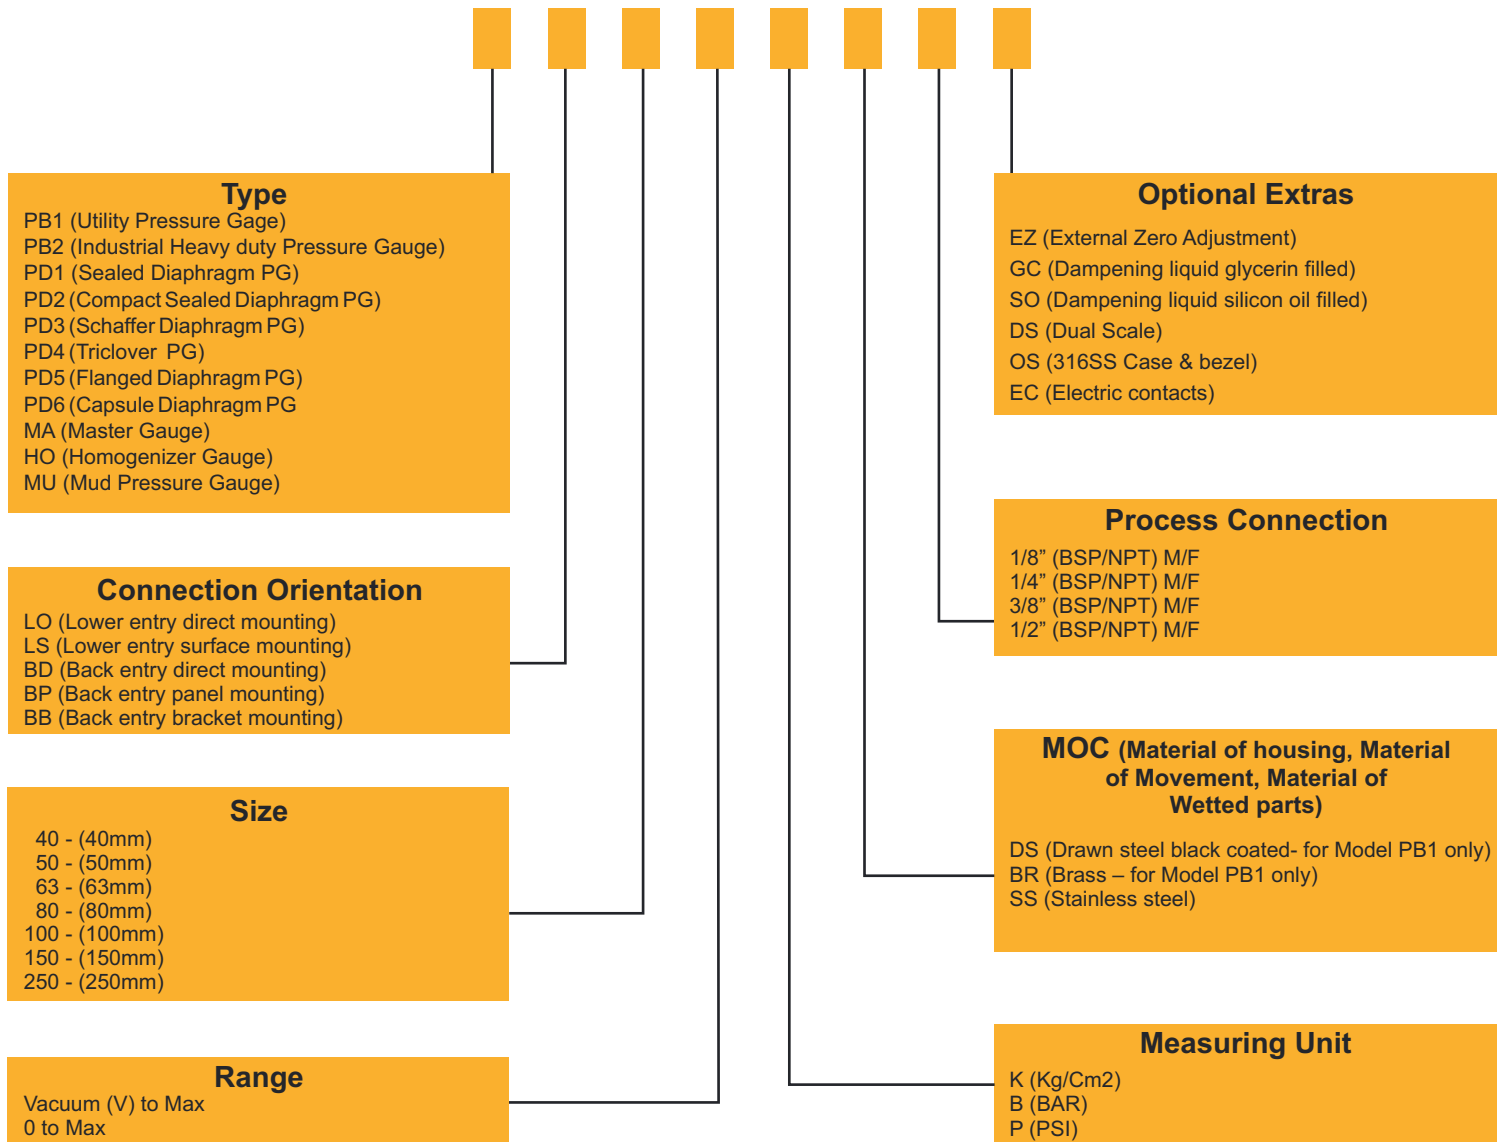 Type
PB1 (Utility Pressure Gage)
PB2 (Industrial Heavy duty Pressure Gauge)
PD1 (Sealed Diaphragm PG)
PD2 (Compact Sealed Diaphragm PG)
PD3 (Schaffer Diaphragm PG)
PD4 (Triclover PG)
PD5 (Flanged Diaphragm PG)
PD6 (Capsule Diaphragm PG
MA (Master Gauge)
HO (Homogenizer Gauge)
MU (Mud Pressure Gauge)
Connection Orientation
LO (Lower entry direct mounting)
LS (Lower entry surface mounting)
BD (Back entry direct mounting)
BP (Back entry panel mounting)
BB (Back entry bracket mounting)
Size
40 - (40mm)
50 - (50mm)
63 - (63mm)
80 - (80mm)
100 - (100mm)
150 - (150mm)
250 - (250mm)
Range
Vacuum (V) to Max
0 to Max
Optional Extras
EZ (External Zero Adjustment)
GC (Dampening liquid glycerin filled)
SO (Dampening liquid silicon oil filled)
DS (Dual Scale)
OS (316SS Case & bezel)
EC (Electric contacts)
Process Connection
1/8” (BSP/NPT) M/F
1/4” (BSP/NPT) M/F
3/8” (BSP/NPT) M/F
1/2” (BSP/NPT) M/F
MOC (Material of housing, Material
of Movement, Material of
Wetted parts)
DS (Drawn steel black coated- for Model PB1 only)
BR (Brass – for Model PB1 only)
SS (Stainless steel)
Measuring Unit
K (Kg/Cm2)
B (BAR)
P (PSI)